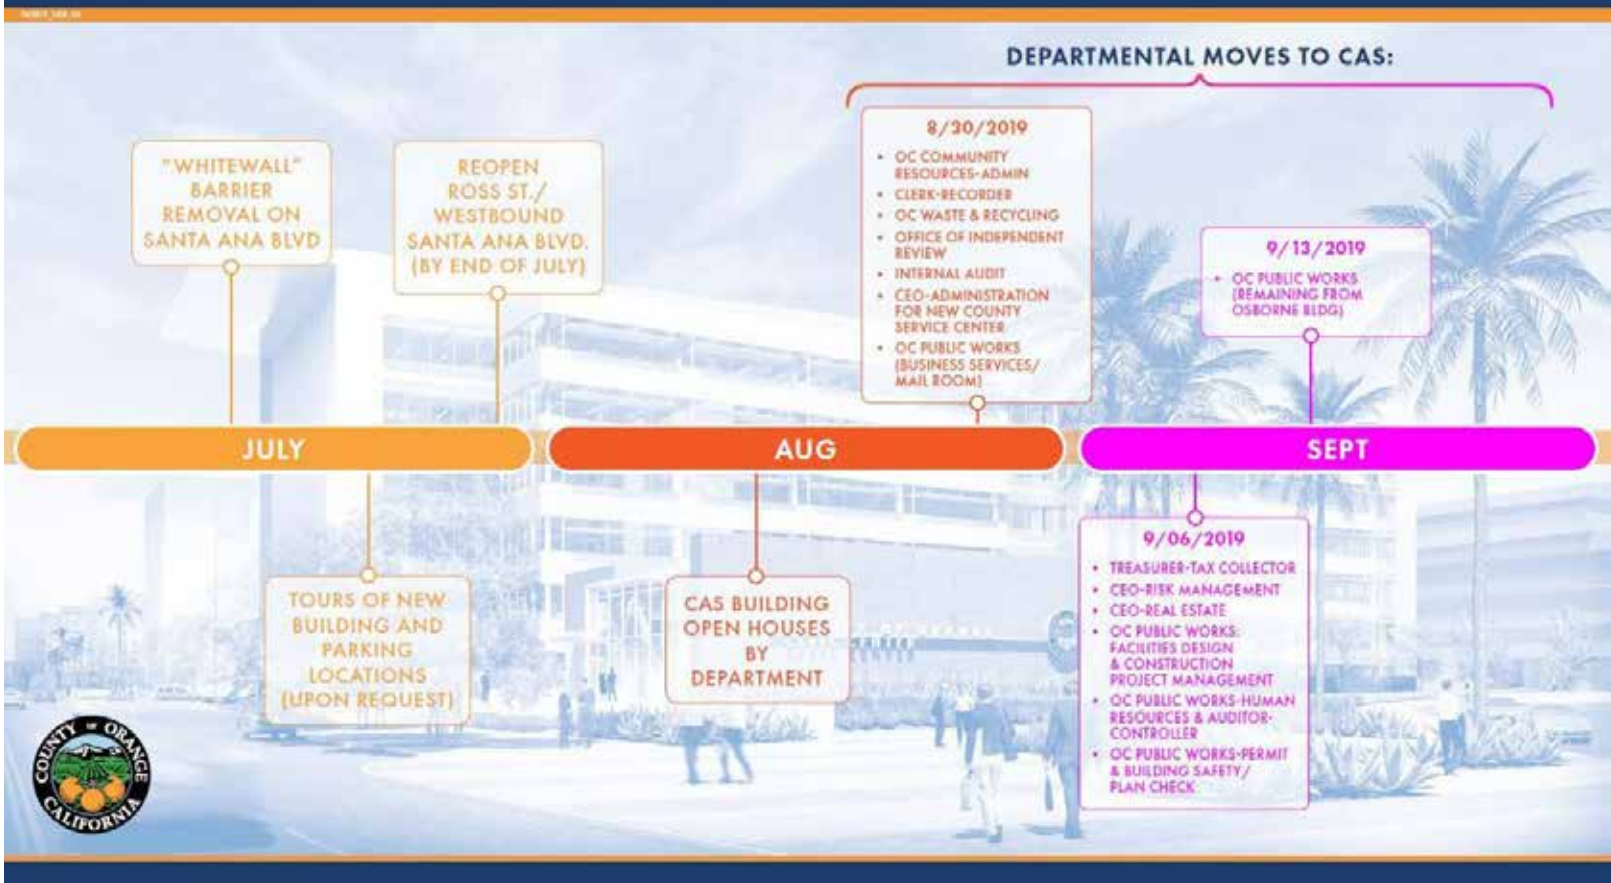 DEPARTMENTAL MOVES TO CAS:
"WHITEWALL"
BARRIER
REMOVAL ON
SANTA ANA BLVD
REOPEN
ROSS ST./
WESTBOUND
SANTA ANA BLVD.
(BY END OF JULY)
8/30/2019
• OC COMMUNITY
RESOURCES-ADMIN
• CLERK-RECORDER
• OC WASTE & RECYCLING
• OFFICE OF INDEPENDENT
REVIEW
• INTERNAL AUDIT
• CEO-ADMINISTRATION
FOR NEW COUNTY
SERVICE CENTER
• OC PUBLIC WORKS
(BUSINESS SERVICES/
MAIL ROOM)
9/13/2019
• OC PUBLIC WORKS
(REMAINING FROM
OSBORNE BLDG)
JULY
AUG
SEPT
TOURS OF NEW
BUILDING AND
PARKING
LOCATIONS
(UPON REQUEST)
CAS BUILDING
OPEN HOUSES
BY
DEPARTMENT
9/06/2019
• TREASURER-TAX COLLECTOR
• CEO-RISK MANAGEMENT
• CEO-REAL ESTATE
• OC PUBLIC WORKS:
FACILITIES DESIGN
& CONSTRUCTION
PROJECT MANAGEMENT
• OC PUBLIC WORKS-HUMAN
RESOURCES & AUDITOR-
CONTROLLER
• OC PUBLIC WORKS-PERMIT
& BUILDING SAFETY/
PLAN CHECK
COUNTY OF ORANGE
CALIFORNIA